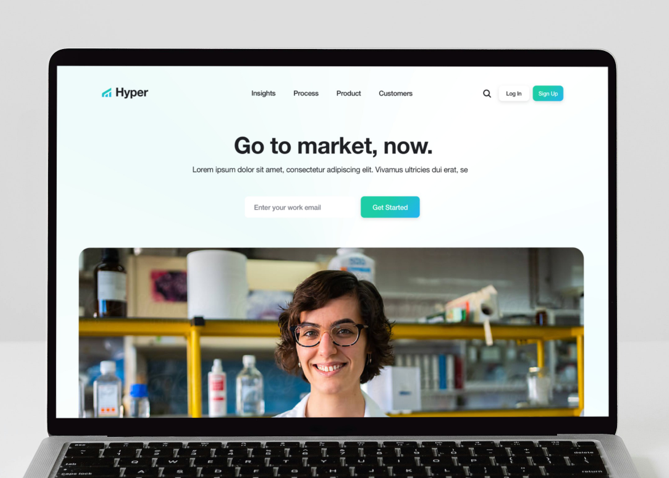 Hyper
Insights Process Product Customers
Log In Sign Up
Go to market, now.
Lorem ipsum dolor sit amet, consectetur adipiscing elit. Vivamus ultricies dui erat, se
Enter your work email Get Started